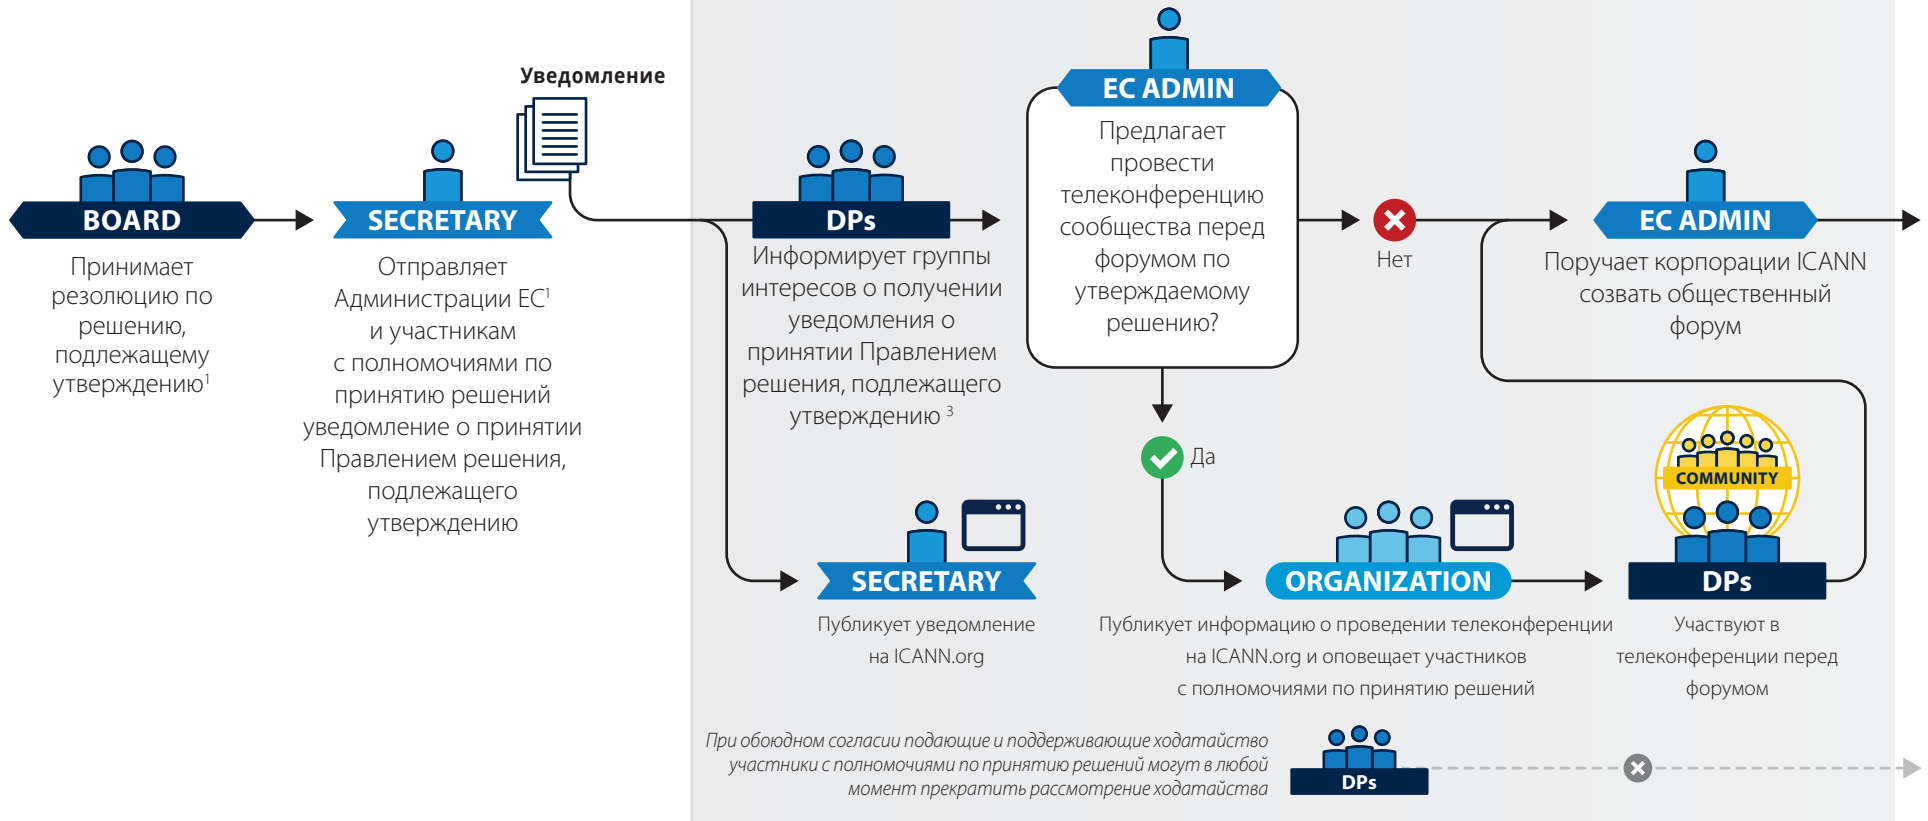 Уведомление
BOARD
Принимает
резолюцию по
решению,
подлежащему
утверждению¹
SECRETARY
Отправляет
Администрации EC¹
и участникам
с полномочиями по
принятию решений
уведомление о принятии
Правлением решения,
подлежащего
утверждению
DPs
Информирует группы
интересов о получении
уведомления о
принятии Правлением
решения, подлежащего
утверждению ³
EC ADMIN
Предлагает
провести
телеконференцию
сообщества перед
форумом по
утверждаемому
решению?
Нет
EC ADMIN
Поручает корпорации ICANN
созвать общественный
форум
Да
SECRETARY
Публикует уведомление
на ICANN.org
ORGANIZATION
Публикует информацию о проведении телеконференции
на ICANN.org и оповещает участников
с полномочиями по принятию решений
COMMUNITY
DPs
Участвуют в
телеконференции перед
форумом
При обоюдном согласии подающие и поддерживающие ходатайство
участники с полномочиями по принятию решений могут в любой
момент прекратить рассмотрение ходатайства
DPs